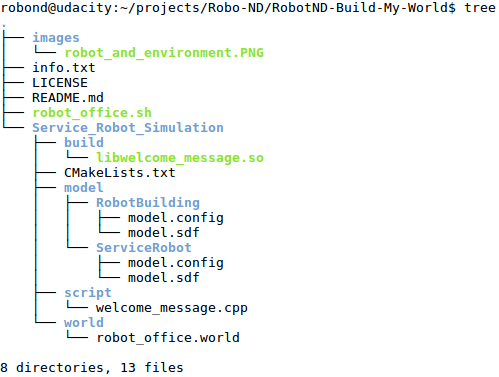 robond@udacity:~/projects/Robo-ND/RobotND-Build-My-World$ tree
.
├── images
│   └── robot_and_environment.PNG
├── info.txt
├── LICENSE
├── README.md
├── robot_office.sh
└── Service_Robot_Simulation
    ├── build
    │   └── libwelcome_message.so
    ├── CMakeLists.txt
    ├── model
    │   ├── RobotBuilding
    │   │   ├── model.config
    │   │   └── model.sdf
    │   └── ServiceRobot
    │       ├── model.config
    │       └── model.sdf
    ├── script
    │   └── welcome_message.cpp
    └── world
        └── robot_office.world

8 directories, 13 files